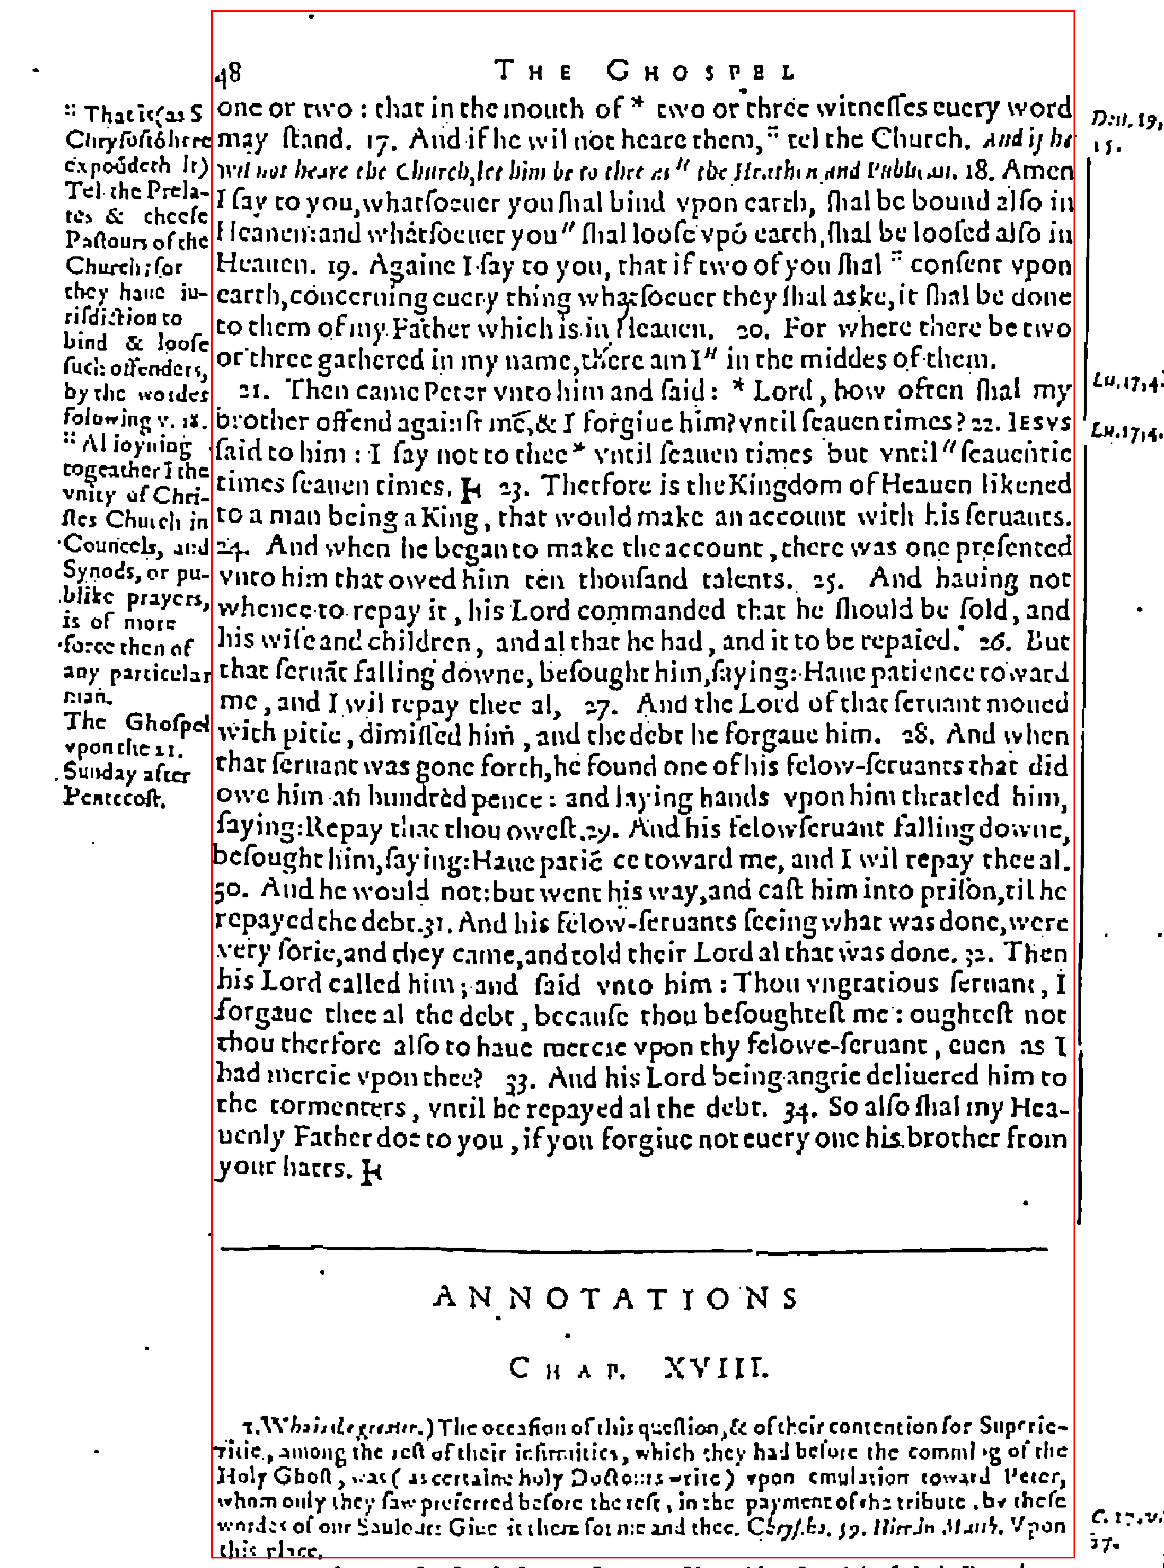 48
THE GHOSPEL
one or two : that in the mouth of * two or three witnesses euery word
may stand. 17. And if he wil not heare them, :: tel the Church. And if he
wil not heare the Church, let him be to thee as " the Heathen and Publican. 18. Amen
I say to you, whatsoeuer you shal bind vpon earth, shal be bound also in
Heauen: and whatsoeuer you " shal loose vpō earth, shal be loosed also in
Heauen. 19. Againe I say to you, that if two of you shal :: consent vpon
earth, concerning euery thing whatsoeuer they shal aske, it shal be done
to them of my Father which is in Heauen. 20. For where there be two
or three gathered in my name, there am I " in the middes of them.
21. Then came Peter vnto him and said : * Lord, how often shal my
brother offend against me, & I forgiue him? vntil seauen times? 22. IESVS
said to him : I say not to thee * vntil seauen times but vntil " seauentie
times seauen times. 23. Therfore is the Kingdom of Heauen likened
to a man being a King, that would make an account with his seruants.
24. And when he began to make the account, there was one presented
vnto him that owed him ten thousand talents. 25. And hauing not
whence to repay it, his Lord commanded that he should be sold, and
his wife and children, and al that he had, and it to be repaied. 26. But
that seruāt falling downe, besought him, saying: Haue patience toward
me, and I wil repay thee al, 27. And the Lord of that seruant moued
with pitie, dimissed him, and the debt he forgaue him. 28. And when
that seruant was gone forth, he found one of his felow-seruants that did
owe him an hundred pence : and laying hands vpon him thratled him,
saying: Repay that thou owest. 29. And his felow seruant falling downe,
besought him, saying: Haue patiē ce toward me, and I wil repay thee al.
30. And he would not: but went his way, and cast him into prison, til he
repayed the debt. 31. And his felow-seruants seeing what was done, were
very sorie, and they came, and told their Lord al that was done. 32. Then
his Lord called him ; and said vnto him : Thou vngratious seruant, I
forgaue thee al the debt, because thou besoughtest me : oughtest not
thou therfore also to haue mercie vpon thy felowe-seruant, euen as I
had mercie vpon thee? 33. And his Lord being angrie deliuered him to
the tormenters, vntil he repayed al the debt. 34. So also shal my Hea-
uenly Father doe to you, if you forgiue not euery one his brother from
your harts.
:: That is (as S
Chrysostō here
expoūdeth it)
Tel the Prela-
tes & cheefe
Pastours of the
Church; for
they haue iu-
risdiction to
bind & loose
such offenders,
by the wordes
folowing v. 18.
:: Al ioyning
togeather ī the
vnity of Chri-
stes Church in
Councels, and
Synods, or pu-
blike prayers,
is of more
force then of
any particular
man.
The Ghospel
vpon the 21.
Sunday after
Pentecost.
Deut. 19,
15.
Lu. 17,4.
Lu. 17,4.
ANNOTATIONS
CHAP. XVIII.
1. Who is the greater.) The occasion of this question, & of their contention for Superio-
ritie, among the rest of their infirmities, which they had before the comming of the
Holy Ghost, was (as certaine holy Doctours write) vpon emulation toward Peter,
whom only they saw preferred before the rest, in the payment of the tribute, by these
wordes of our Sauiour: Giue it them for me and thee. Chrys. ho. 59. Hiero. in Matth. Vpon
this place.
C. 17. v.
27.